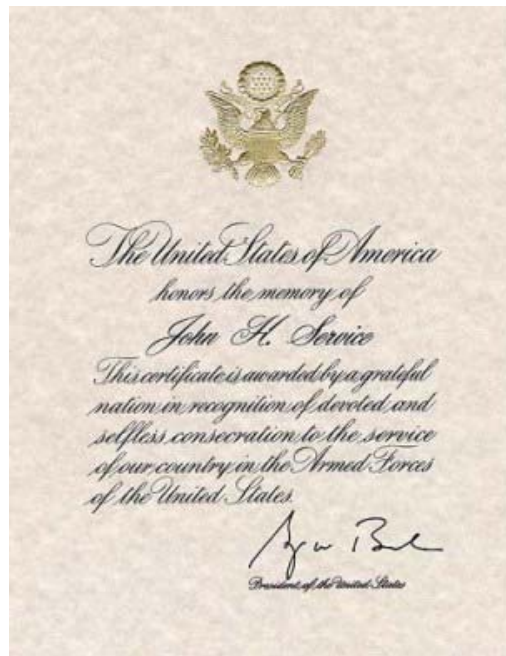 The United States of America
honors the memory of
John H. Service
This certificate is awarded by a grateful
nation in recognition of devoted and
selfless consecration to the service
of our country in the Armed Forces
of the United States.
President of the United States